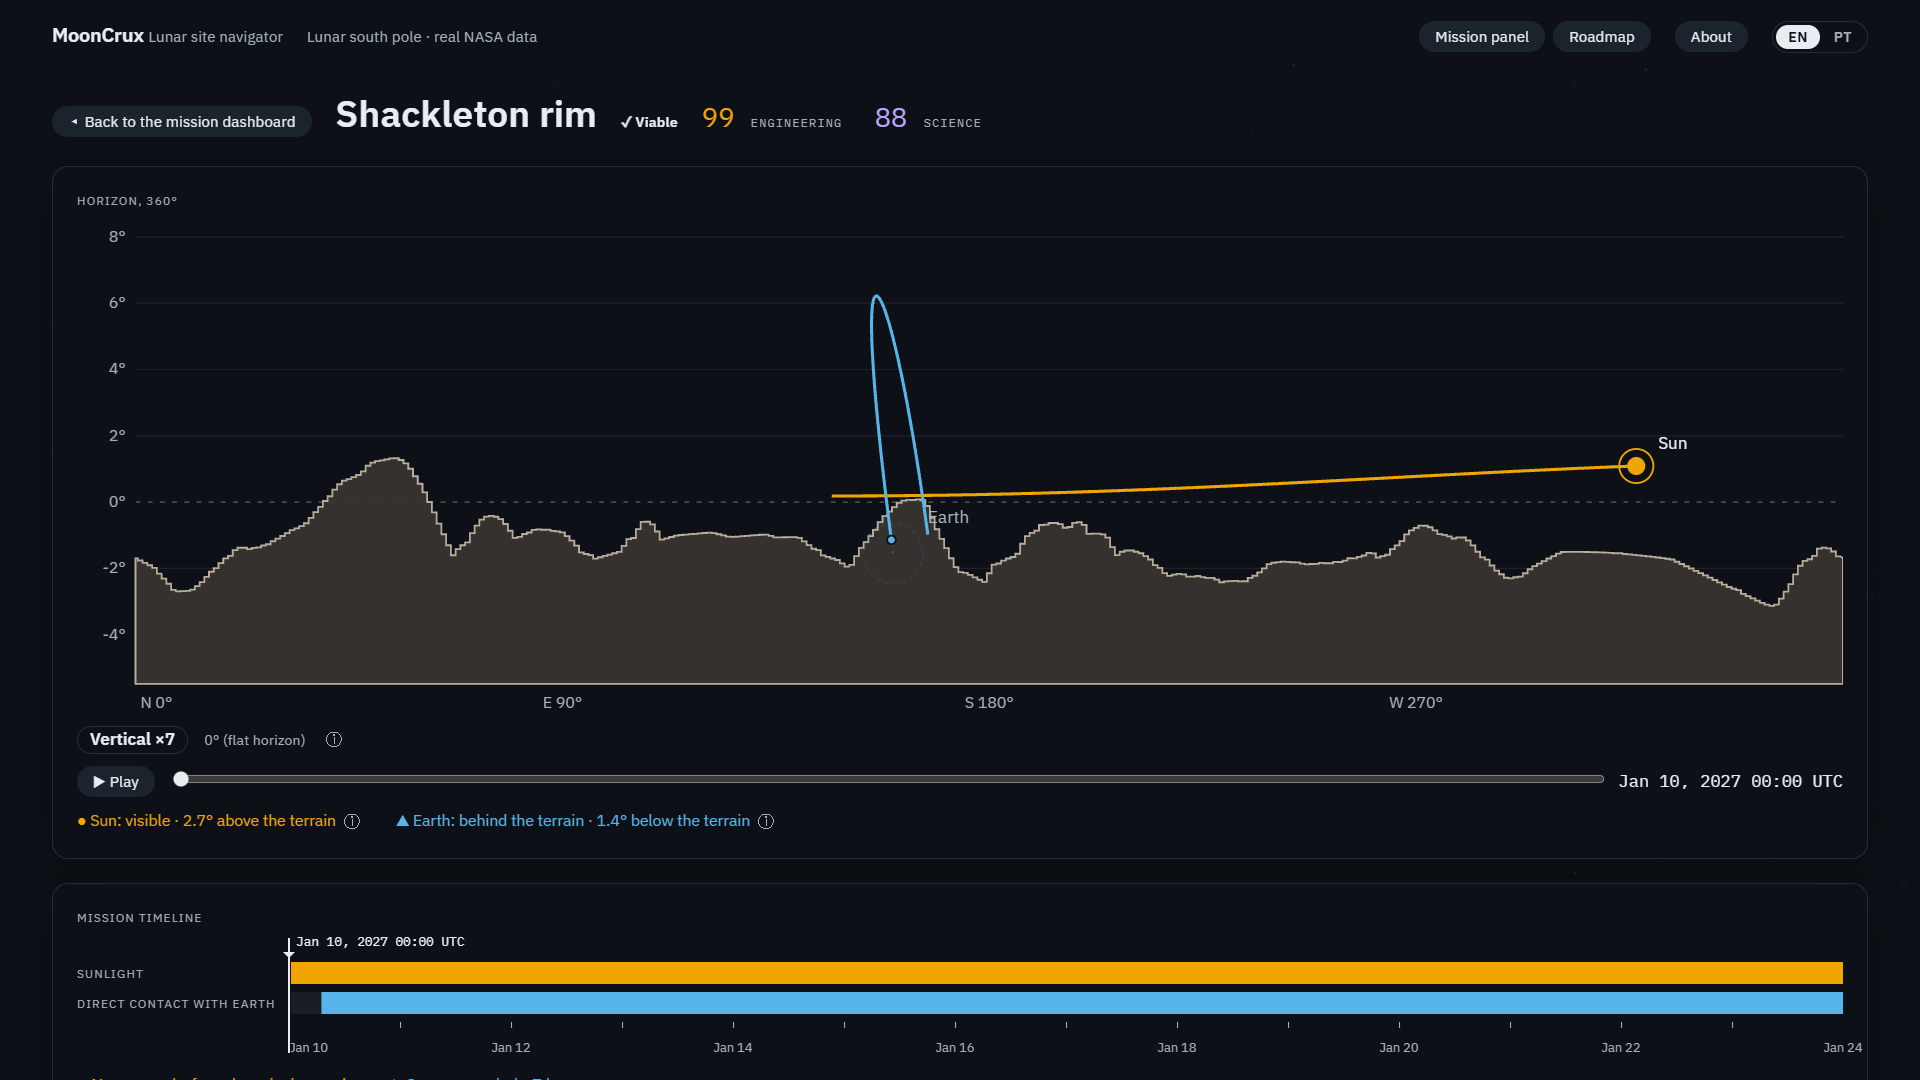 MoonCrux Lunar site navigator Lunar south pole · real NASA data Mission panel Roadmap About EN PT
◂ Back to the mission dashboard Shackleton rim ✓Viable 99 ENGINEERING 88 SCIENCE
HORIZON, 360°
8°
6°
4°
2°
0°
-2°
-4°
Sun
Earth
N 0° E 90° S 180° W 270°
Vertical ×7 0° (flat horizon) ⓘ
▶ Play Jan 10, 2027 00:00 UTC
● Sun: visible · 2.7° above the terrain ⓘ ▲ Earth: behind the terrain · 1.4° below the terrain ⓘ
MISSION TIMELINE
Jan 10, 2027 00:00 UTC
SUNLIGHT
DIRECT CONTACT WITH EARTH
Jan 10 Jan 12 Jan 14 Jan 16 Jan 18 Jan 20 Jan 22 Jan 24